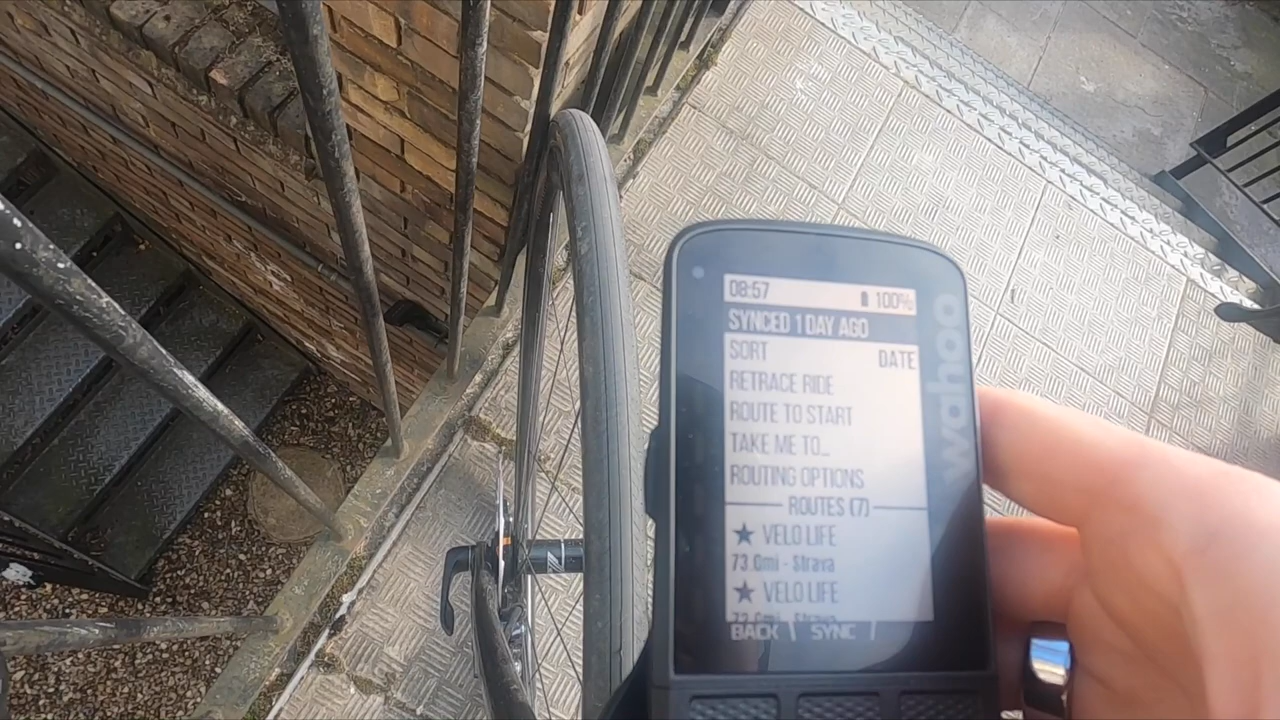 08:57 100%
SYNCED 1 DAY AGO
SORT DATE
RETRACE RIDE
ROUTE TO START
TAKE ME TO...
ROUTING OPTIONS
ROUTES (7)
★ VELO LIFE
73.0mi - Strava
★ VELO LIFE
BACK SYNC
wahoo